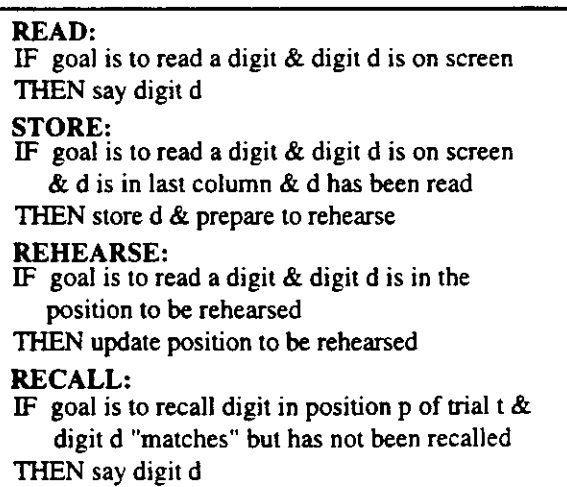 READ:
IF goal is to read a digit & digit d is on screen
THEN say digit d
STORE:
IF goal is to read a digit & digit d is on screen
& d is in last column & d has been read
THEN store d & prepare to rehearse
REHEARSE:
IF goal is to read a digit & digit d is in the
position to be rehearsed
THEN update position to be rehearsed
RECALL:
IF goal is to recall digit in position p of trial t &
digit d "matches" but has not been recalled
THEN say digit d